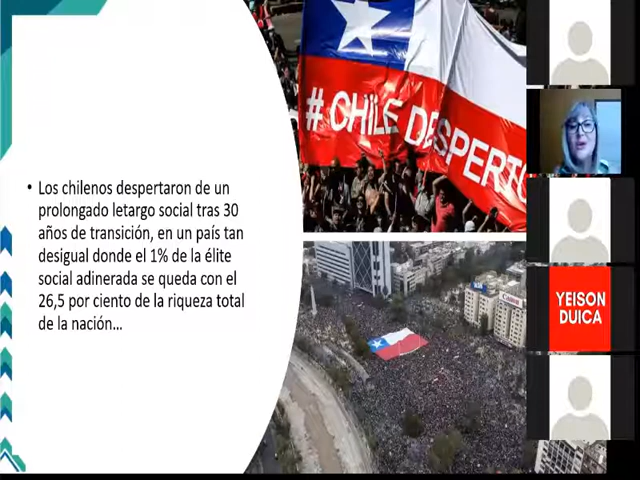 # CHILE DESPERTO
• Los chilenos despertaron de un
prolongado letargo social tras 30
años de transición, en un país tan
desigual donde el 1% de la élite
social adinerada se queda con el
26,5 por ciento de la riqueza total
de la nación...
YEISON
DUICA
Canon